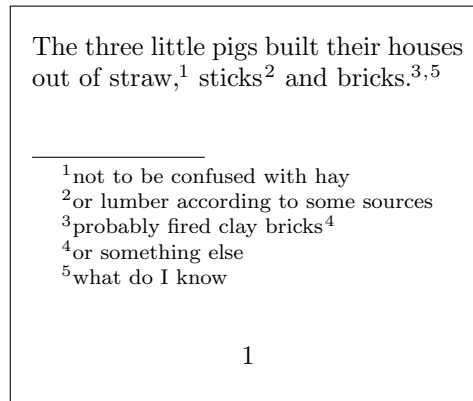 The three little pigs built their houses
out of straw,¹ sticks² and bricks.³,⁵
¹not to be confused with hay
²or lumber according to some sources
³probably fired clay bricks⁴
⁴or something else
⁵what do I know
1